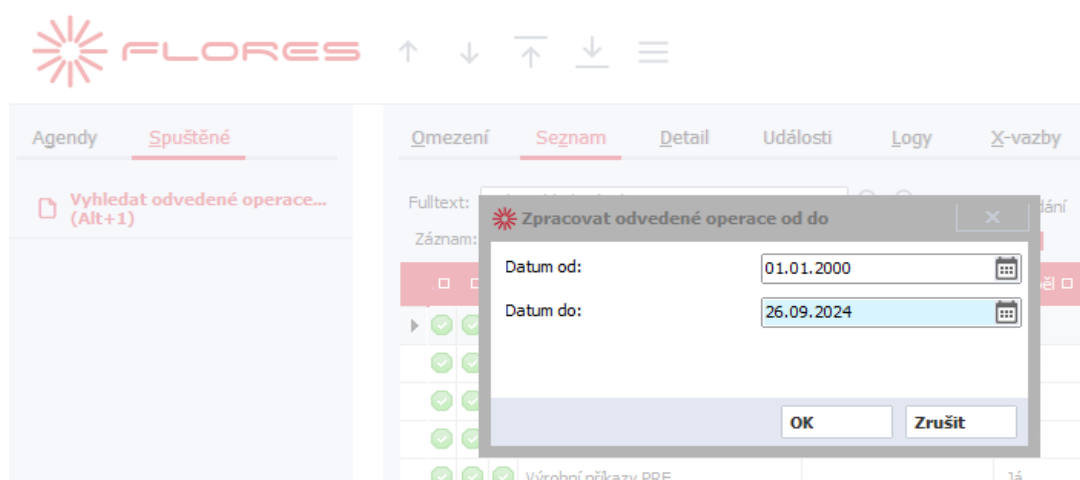 FLORES
Agendy Spuštěné
Omezení Seznam Detail Události Logy X-vazby
Vyhledat odvedené operace...
(Alt+1)
Fulltext:
Záznam:
Zpracovat odvedené operace od do
Datum od: 01.01.2000
Datum do: 26.09.2024
OK Zrušit
Výrobní příkazy PRE Já